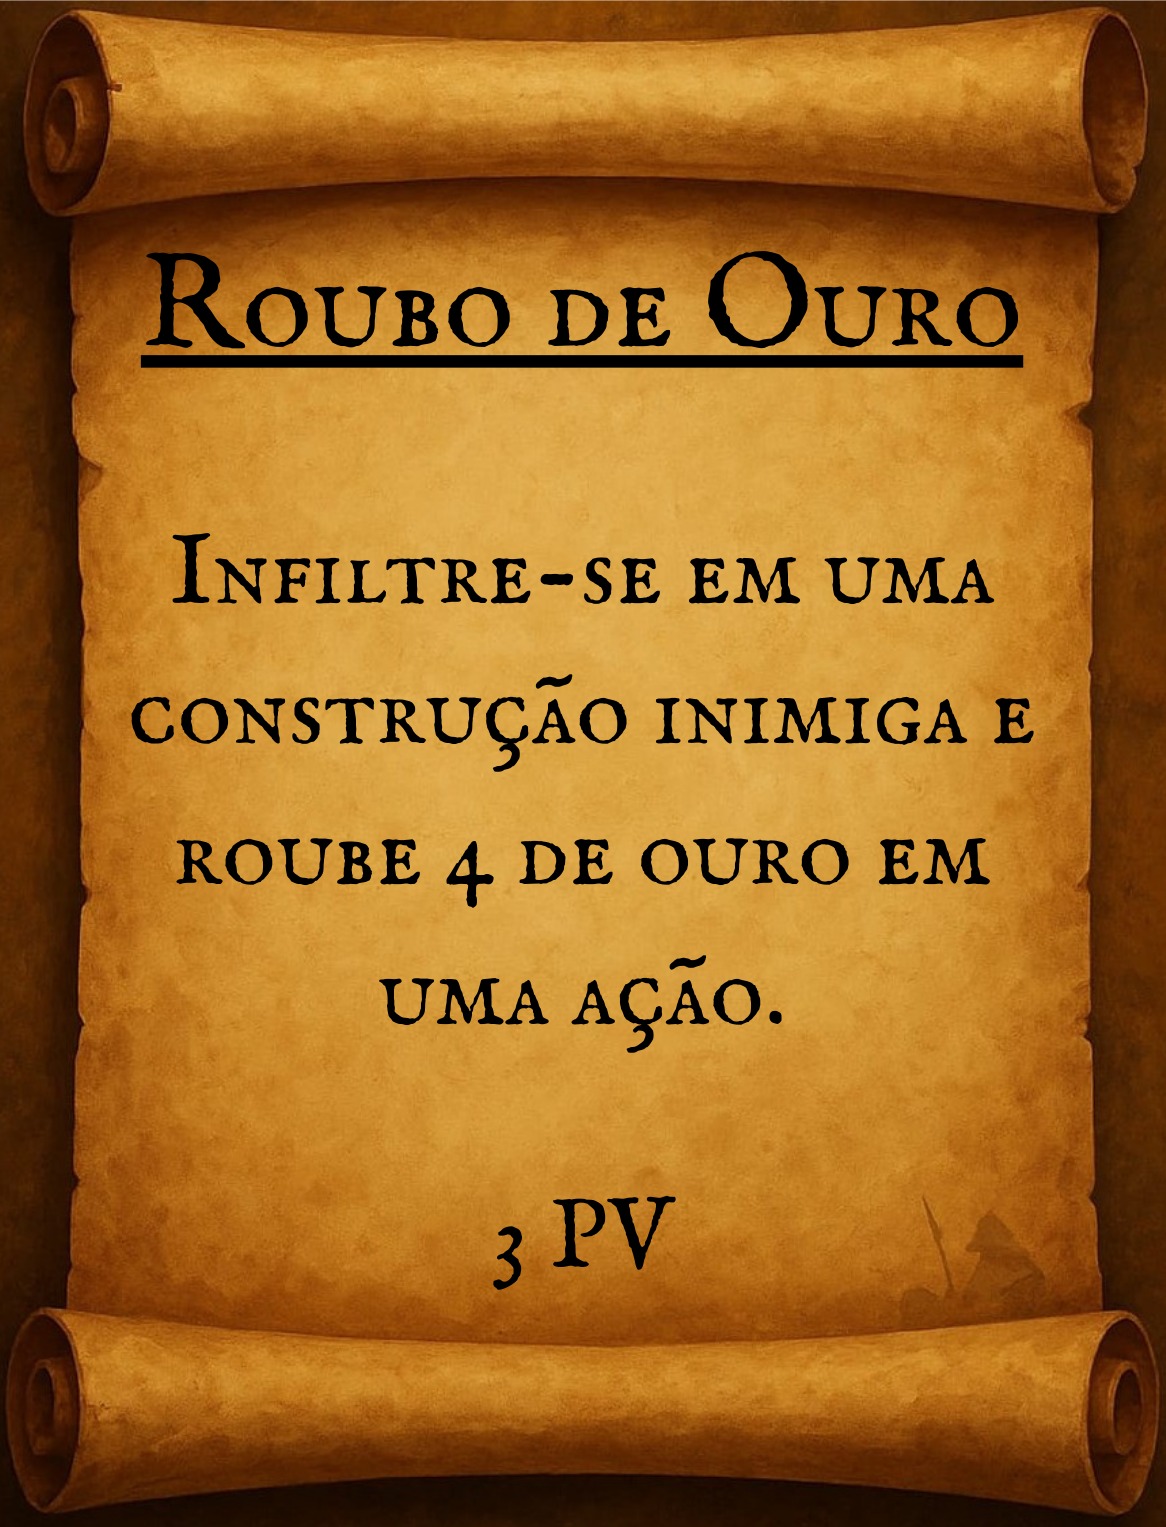 Roubo de Ouro
Infiltre-se em uma
construção inimiga e
roube 4 de ouro em
uma ação.
3 PV